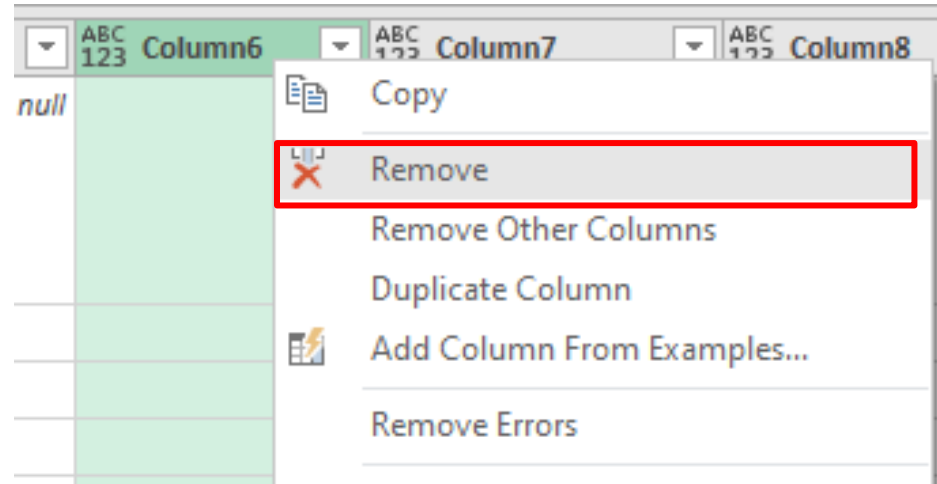 ABC
123 Column6
ABC
123 Column7
ABC
123 Column8
null
Copy
Remove
Remove Other Columns
Duplicate Column
Add Column From Examples...
Remove Errors